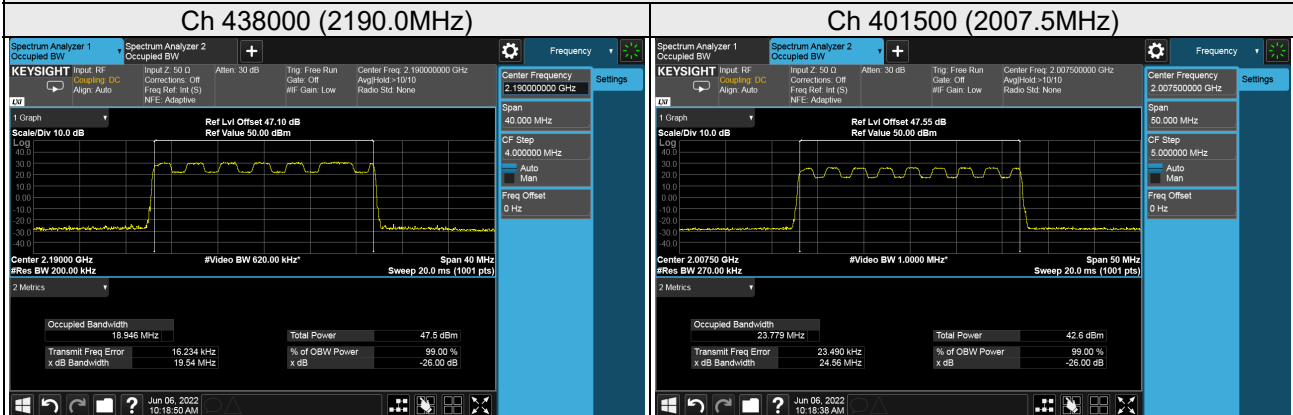 Ch 438000 (2190.0MHz)
Spectrum Analyzer 1
Occupied BW
Spectrum Analyzer 2
Occupied BW
Frequency
KEYSIGHT
Input: RF
Coupling: DC
Align: Auto
Input Z: 50 Ω
Corrections: Off
Freq Ref: Int (S)
NFE: Adaptive
Atten: 30 dB
Trig: Free Run
Gate: Off
#IF Gain: Low
Center Freq: 2.190000000 GHz
Avg|Hold:>10/10
Radio Std: None
LXI
Center Frequency
2.190000000 GHz
Settings
Span
40.000 MHz
CF Step
4.000000 MHz
Auto
Man
Freq Offset
0 Hz
1 Graph
Scale/Div 10.0 dB
Ref Lvl Offset 47.10 dB
Ref Value 50.00 dBm
Log
40.0
30.0
20.0
10.0
0.00
-10.0
-20.0
-30.0
-40.0
Center 2.19000 GHz
#Res BW 200.00 kHz
#Video BW 620.00 kHz*
Span 40 MHz
Sweep 20.0 ms (1001 pts)
2 Metrics
Occupied Bandwidth
18.946 MHz
Total Power 47.5 dBm
Transmit Freq Error 16.234 kHz
% of OBW Power 99.00 %
x dB Bandwidth 19.54 MHz
x dB -26.00 dB
?
Jun 06, 2022
10:18:50 AM
Ch 401500 (2007.5MHz)
Spectrum Analyzer 1
Occupied BW
Spectrum Analyzer 2
Occupied BW
Frequency
KEYSIGHT
Input: RF
Coupling: DC
Align: Auto
Input Z: 50 Ω
Corrections: Off
Freq Ref: Int (S)
NFE: Adaptive
Atten: 30 dB
Trig: Free Run
Gate: Off
#IF Gain: Low
Center Freq: 2.007500000 GHz
Avg|Hold:>10/10
Radio Std: None
LXI
Center Frequency
2.007500000 GHz
Settings
Span
50.000 MHz
CF Step
5.000000 MHz
Auto
Man
Freq Offset
0 Hz
1 Graph
Scale/Div 10.0 dB
Ref Lvl Offset 47.55 dB
Ref Value 50.00 dBm
Log
40.0
30.0
20.0
10.0
0.00
-10.0
-20.0
-30.0
-40.0
Center 2.00750 GHz
#Res BW 270.00 kHz
#Video BW 1.0000 MHz*
Span 50 MHz
Sweep 20.0 ms (1001 pts)
2 Metrics
Occupied Bandwidth
23.779 MHz
Total Power 42.6 dBm
Transmit Freq Error 23.490 kHz
% of OBW Power 99.00 %
x dB Bandwidth 24.56 MHz
x dB -26.00 dB
?
Jun 06, 2022
10:18:38 AM